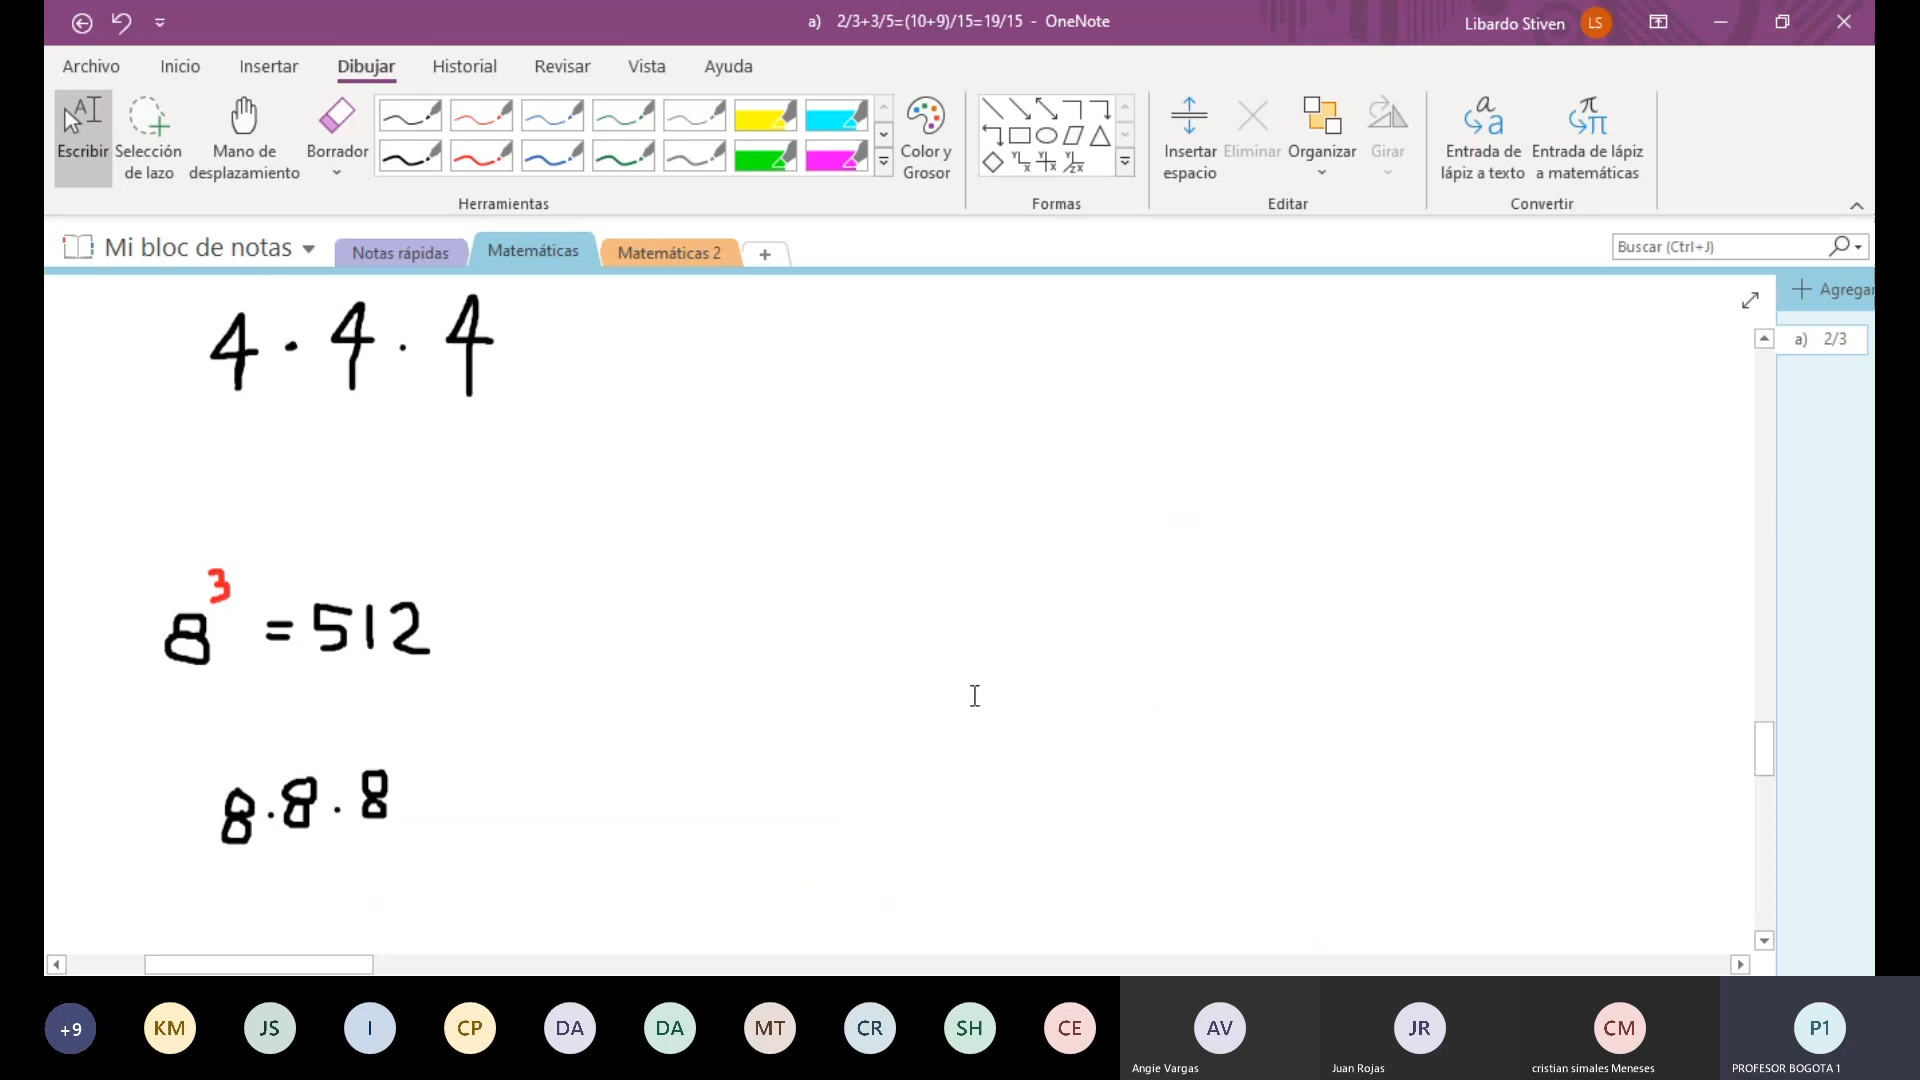 a) 2/3+3/5=(10+9)/15=19/15 - OneNote
Libardo Stiven LS
Archivo Inicio Insertar Dibujar Historial Revisar Vista Ayuda
Escribir
Selección de lazo
Mano de desplazamiento
Borrador
Color y Grosor
Insertar espacio
Eliminar
Organizar
Girar
Entrada de lápiz a texto
Entrada de lápiz a matemáticas
Herramientas Formas Editar Convertir
Mi bloc de notas
Notas rápidas Matemáticas Matemáticas 2 +
Buscar (Ctrl+J)
Agregar
a) 2/3
4 · 4 · 4
8³ = 512
8 · 8 · 8
+9 KM JS I CP DA DA MT CR SH CE AV JR CM P1
Angie Vargas Juan Rojas cristian simales Meneses PROFESOR BOGOTA 1